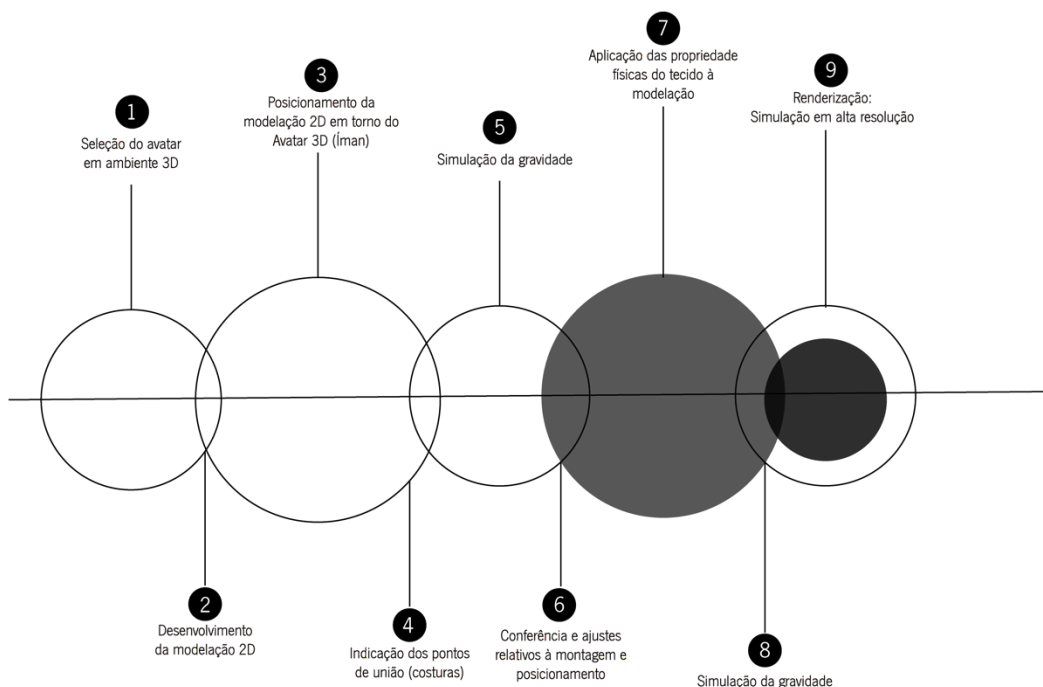 1
Seleção do avatar
em ambiente 3D
2
Desenvolvimento
da modelação 2D
3
Posicionamento da
modelação 2D em torno do
Avatar 3D (Íman)
4
Indicação dos pontos
de união (costuras)
5
Simulação da gravidade
6
Conferência e ajustes
relativos à montagem e
posicionamento
7
Aplicação das propriedade
físicas do tecido à
modelação
8
Simulação da gravidade
9
Renderização:
Simulação em alta resolução